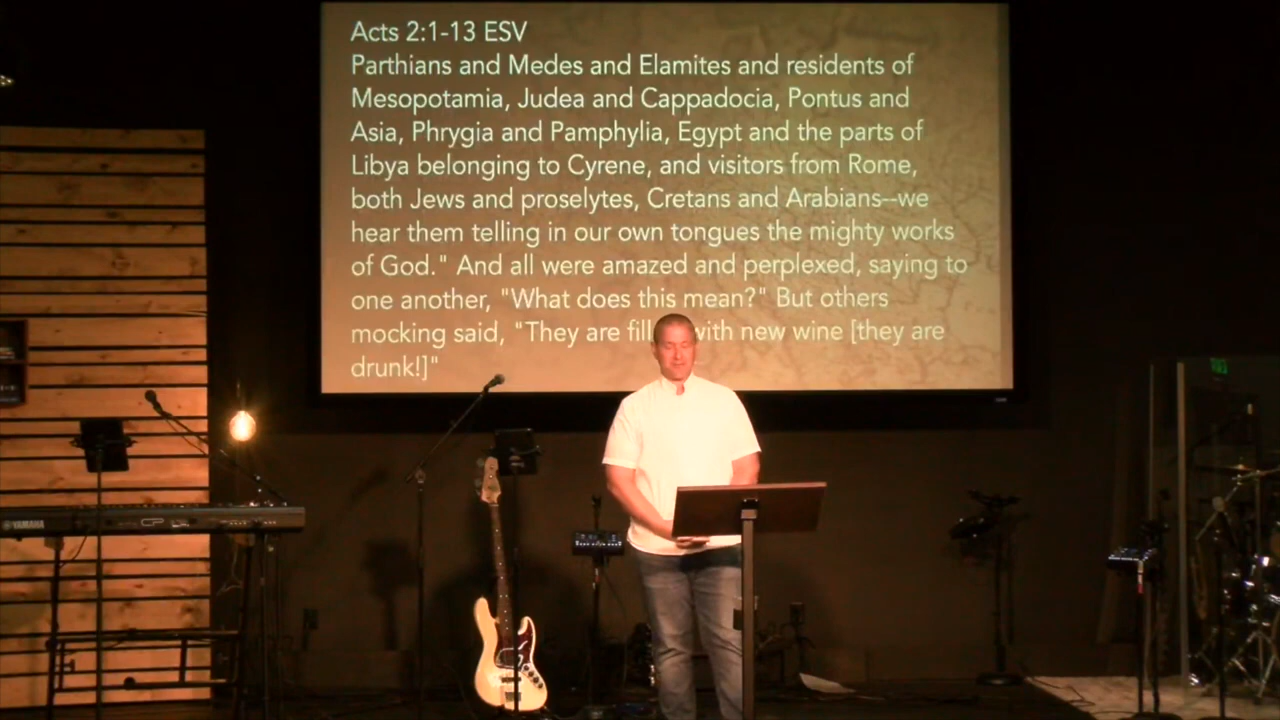 Acts 2:1-13 ESV
Parthians and Medes and Elamites and residents of
Mesopotamia, Judea and Cappadocia, Pontus and
Asia, Phrygia and Pamphylia, Egypt and the parts of
Libya belonging to Cyrene, and visitors from Rome,
both Jews and proselytes, Cretans and Arabians--we
hear them telling in our own tongues the mighty works
of God." And all were amazed and perplexed, saying to
one another, "What does this mean?" But others
mocking said, "They are fill with new wine [they are
drunk!]"
YAMAHA
CP